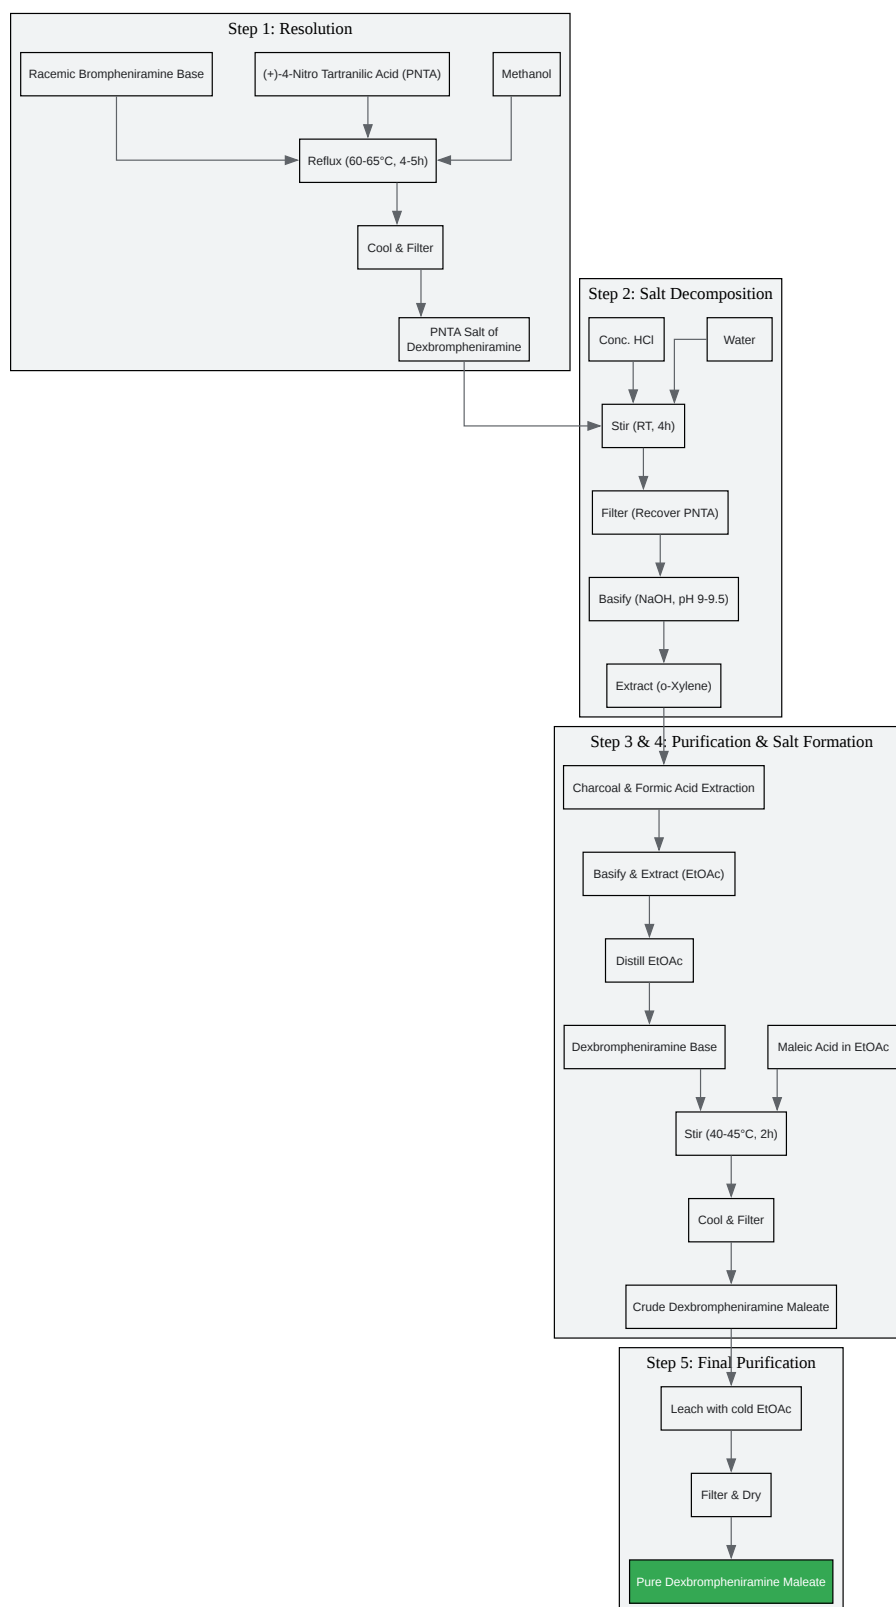 Step 1: Resolution
Racemic Brompheniramine Base
(+)-4-Nitro Tartranilic Acid (PNTA)
Methanol
Reflux (60-65°C, 4-5h)
Cool & Filter
PNTA Salt of
Dexbrompheniramine
Step 2: Salt Decomposition
Conc. HCl
Water
Stir (RT, 4h)
Filter (Recover PNTA)
Basify (NaOH, pH 9-9.5)
Extract (o-Xylene)
Step 3 & 4: Purification & Salt Formation
Charcoal & Formic Acid Extraction
Basify & Extract (EtOAc)
Distill EtOAc
Dexbrompheniramine Base
Maleic Acid in EtOAc
Stir (40-45°C, 2h)
Cool & Filter
Crude Dexbrompheniramine Maleate
Step 5: Final Purification
Leach with cold EtOAc
Filter & Dry
Pure Dexbrompheniramine Maleate